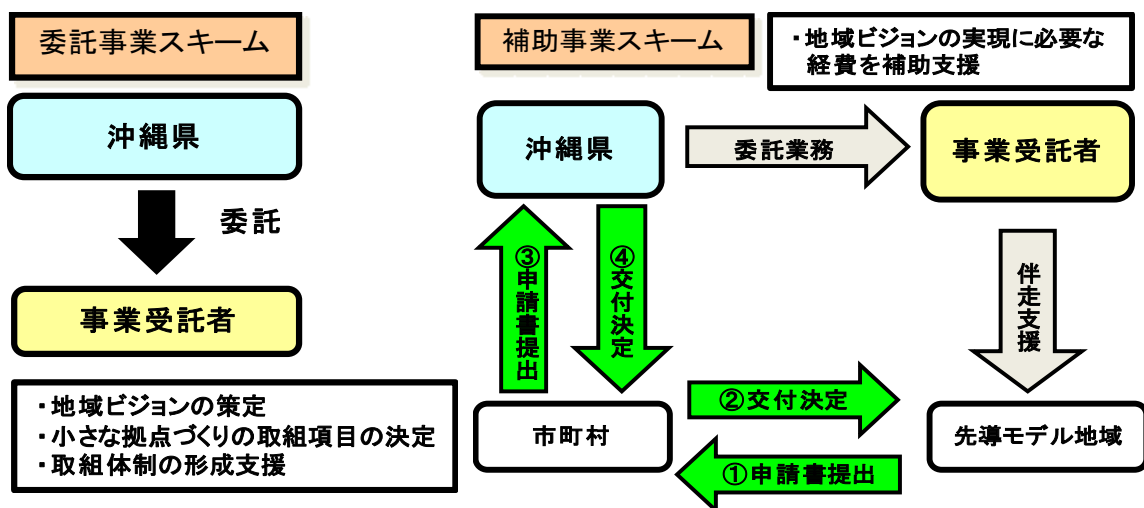 委託事業スキーム
沖縄県
委託
事業受託者
・地域ビジョンの策定
・小さな拠点づくりの取組項目の決定
・取組体制の形成支援
補助事業スキーム
・地域ビジョンの実現に必要な
経費を補助支援
沖縄県
委託業務
事業受託者
③申請書提出
④交付決定
伴走支援
②交付決定
市町村
先導モデル地域
①申請書提出